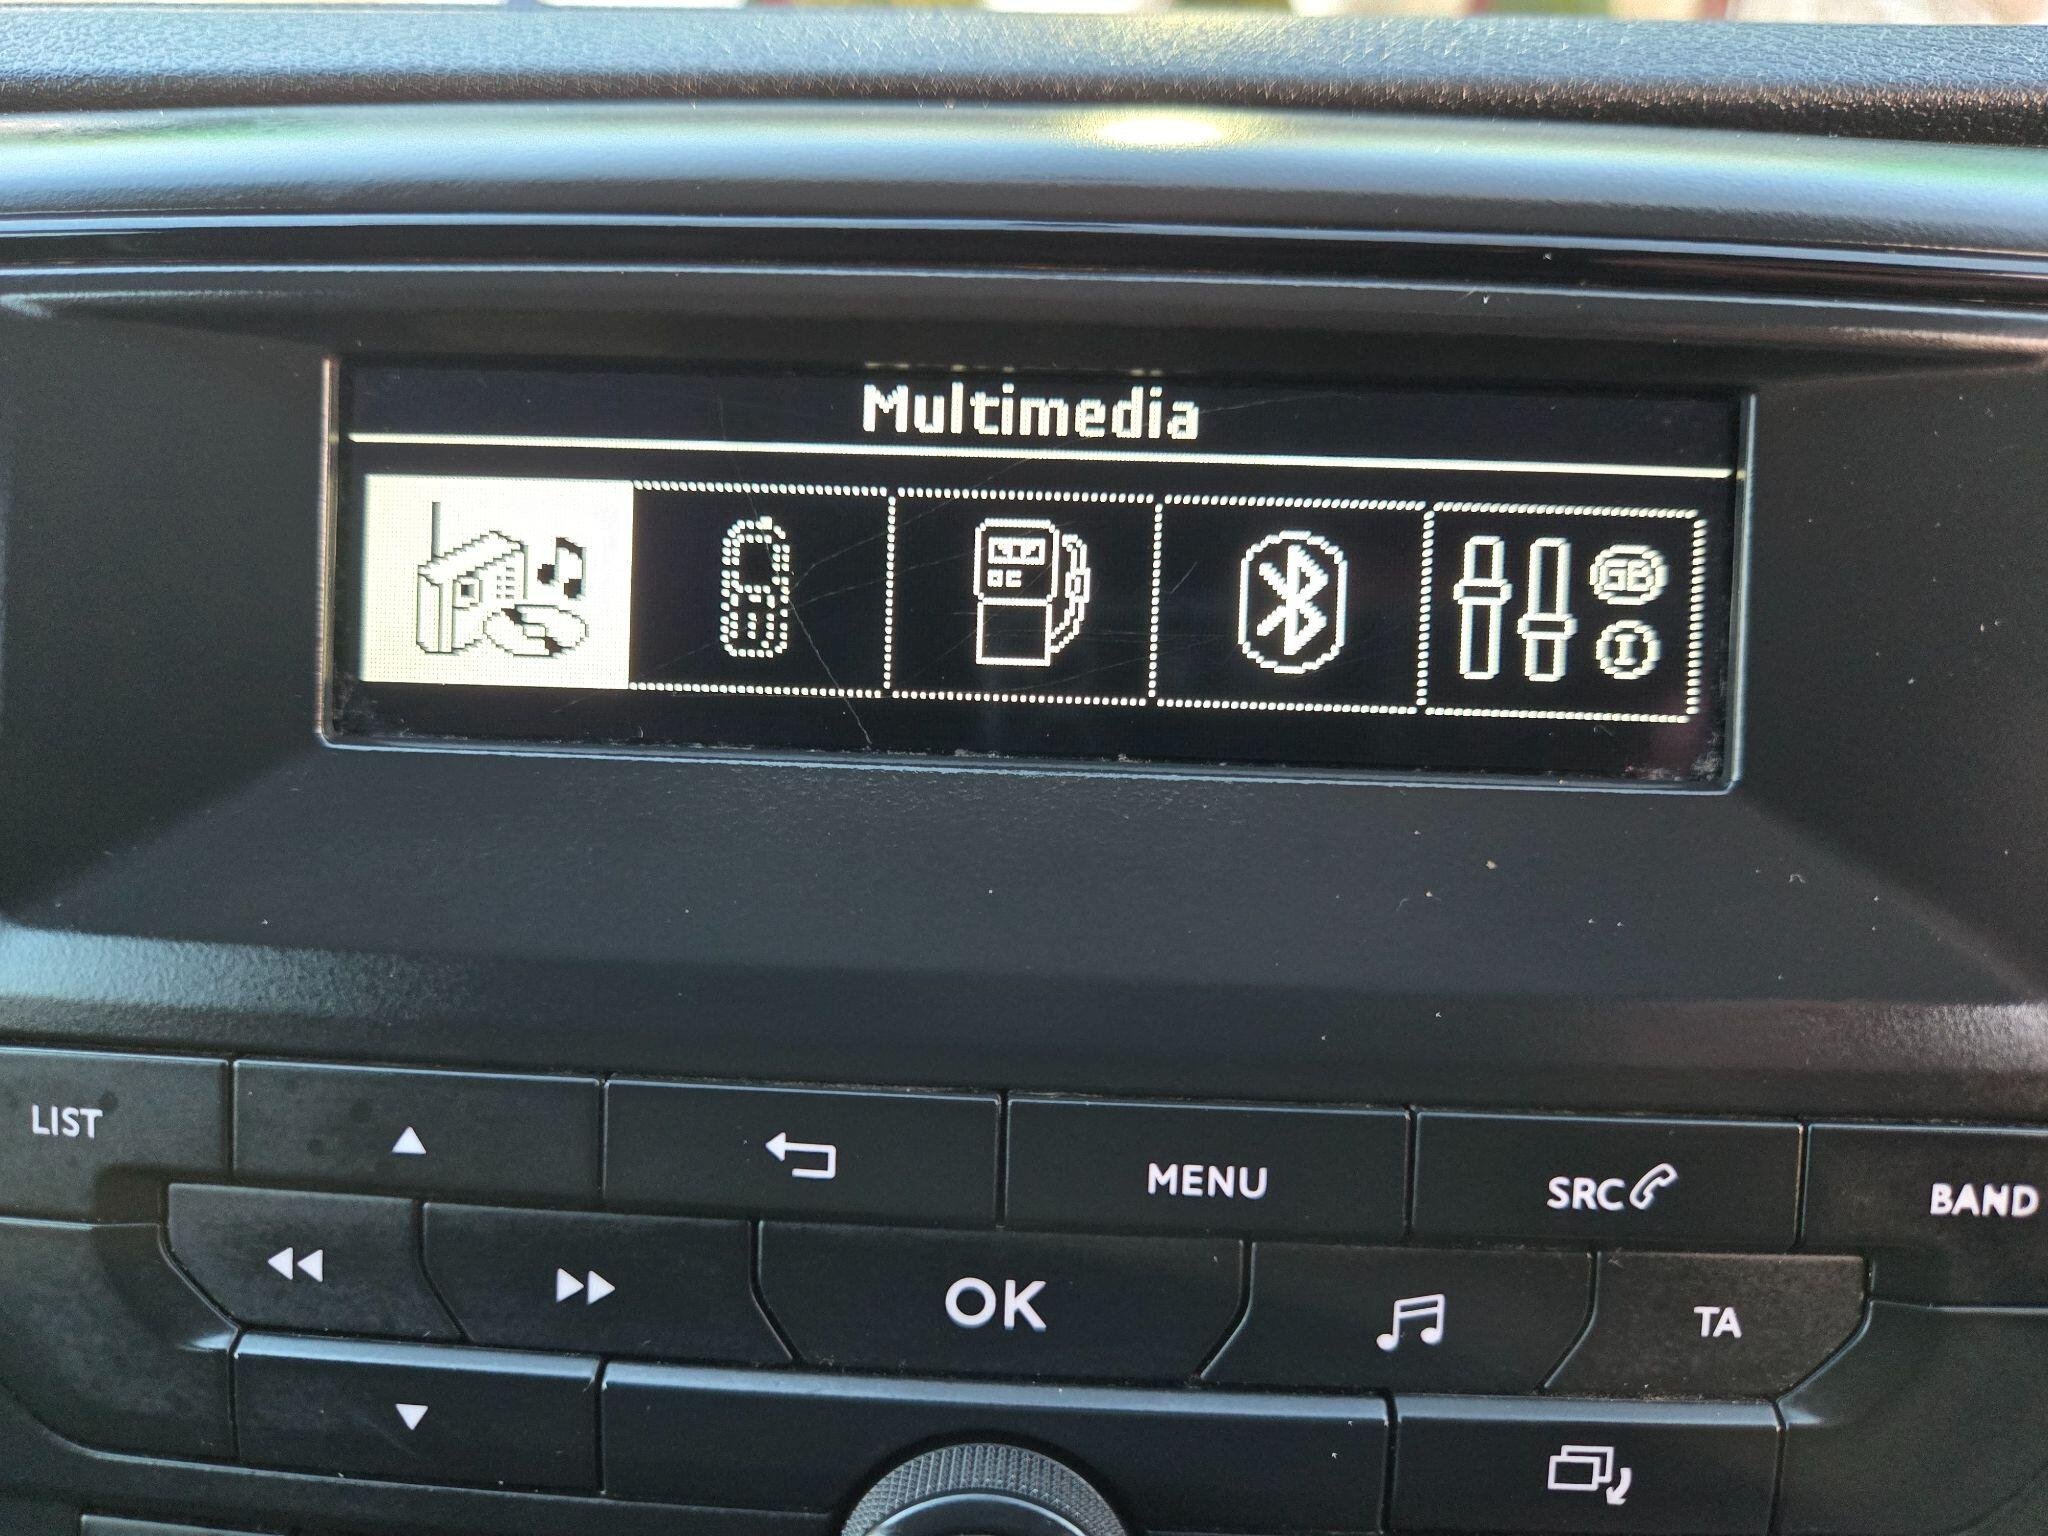 Multimedia
GB
I
LIST
MENU
SRC
BAND
OK
TA